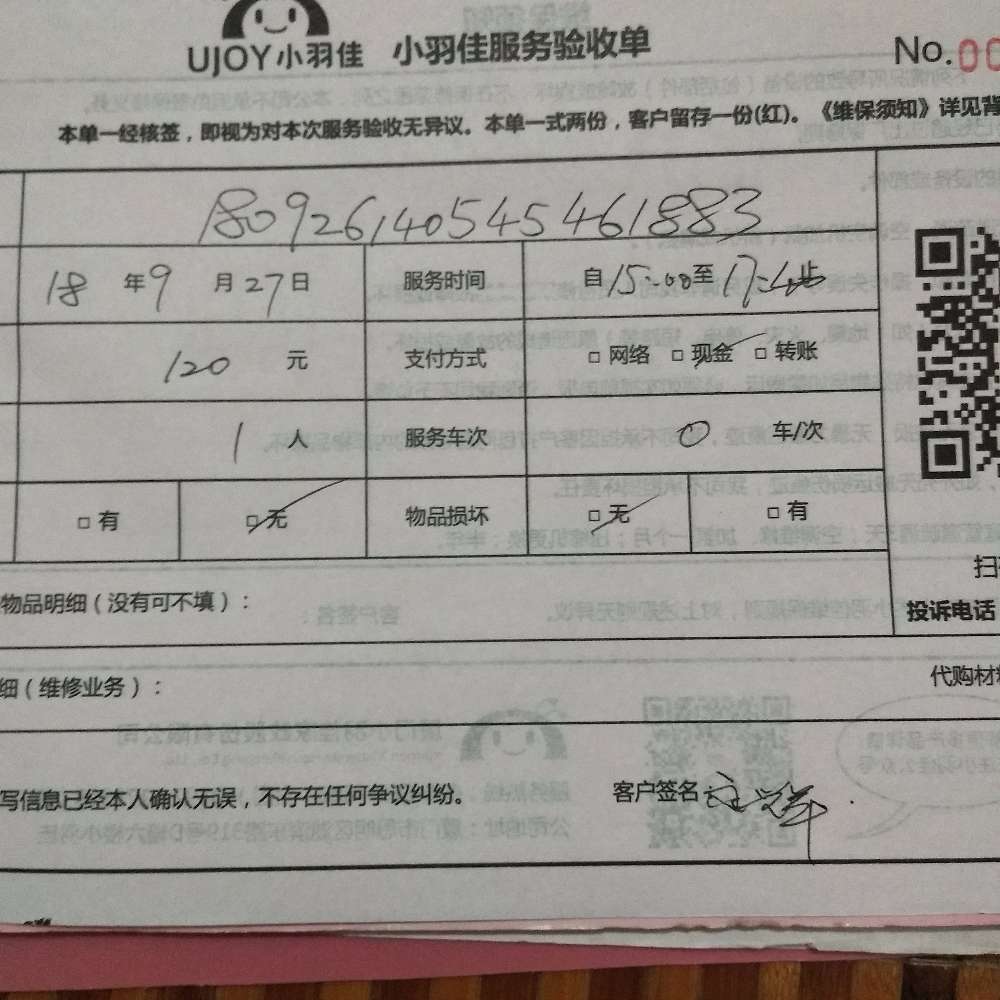 UJOY小羽佳 小羽佳服务验收单
No.00
本单一经核签，即视为对本次服务验收无异议。本单一式两份，客户留存一份(红)。《维保须知》详见背
180926140545461883
18 年 9 月 27 日 服务时间 自 15:00 至
120 元 支付方式 □ 网络 □ 现金 □ 转账
1 人 服务车次 0 车/次
□ 有 □ 无 物品损坏 □ 无 □ 有
扫
物品明细（没有可不填）：
投诉电话
细（维修业务）：
代购材料
写信息已经本人确认无误，不存在任何争议纠纷。 客户签名